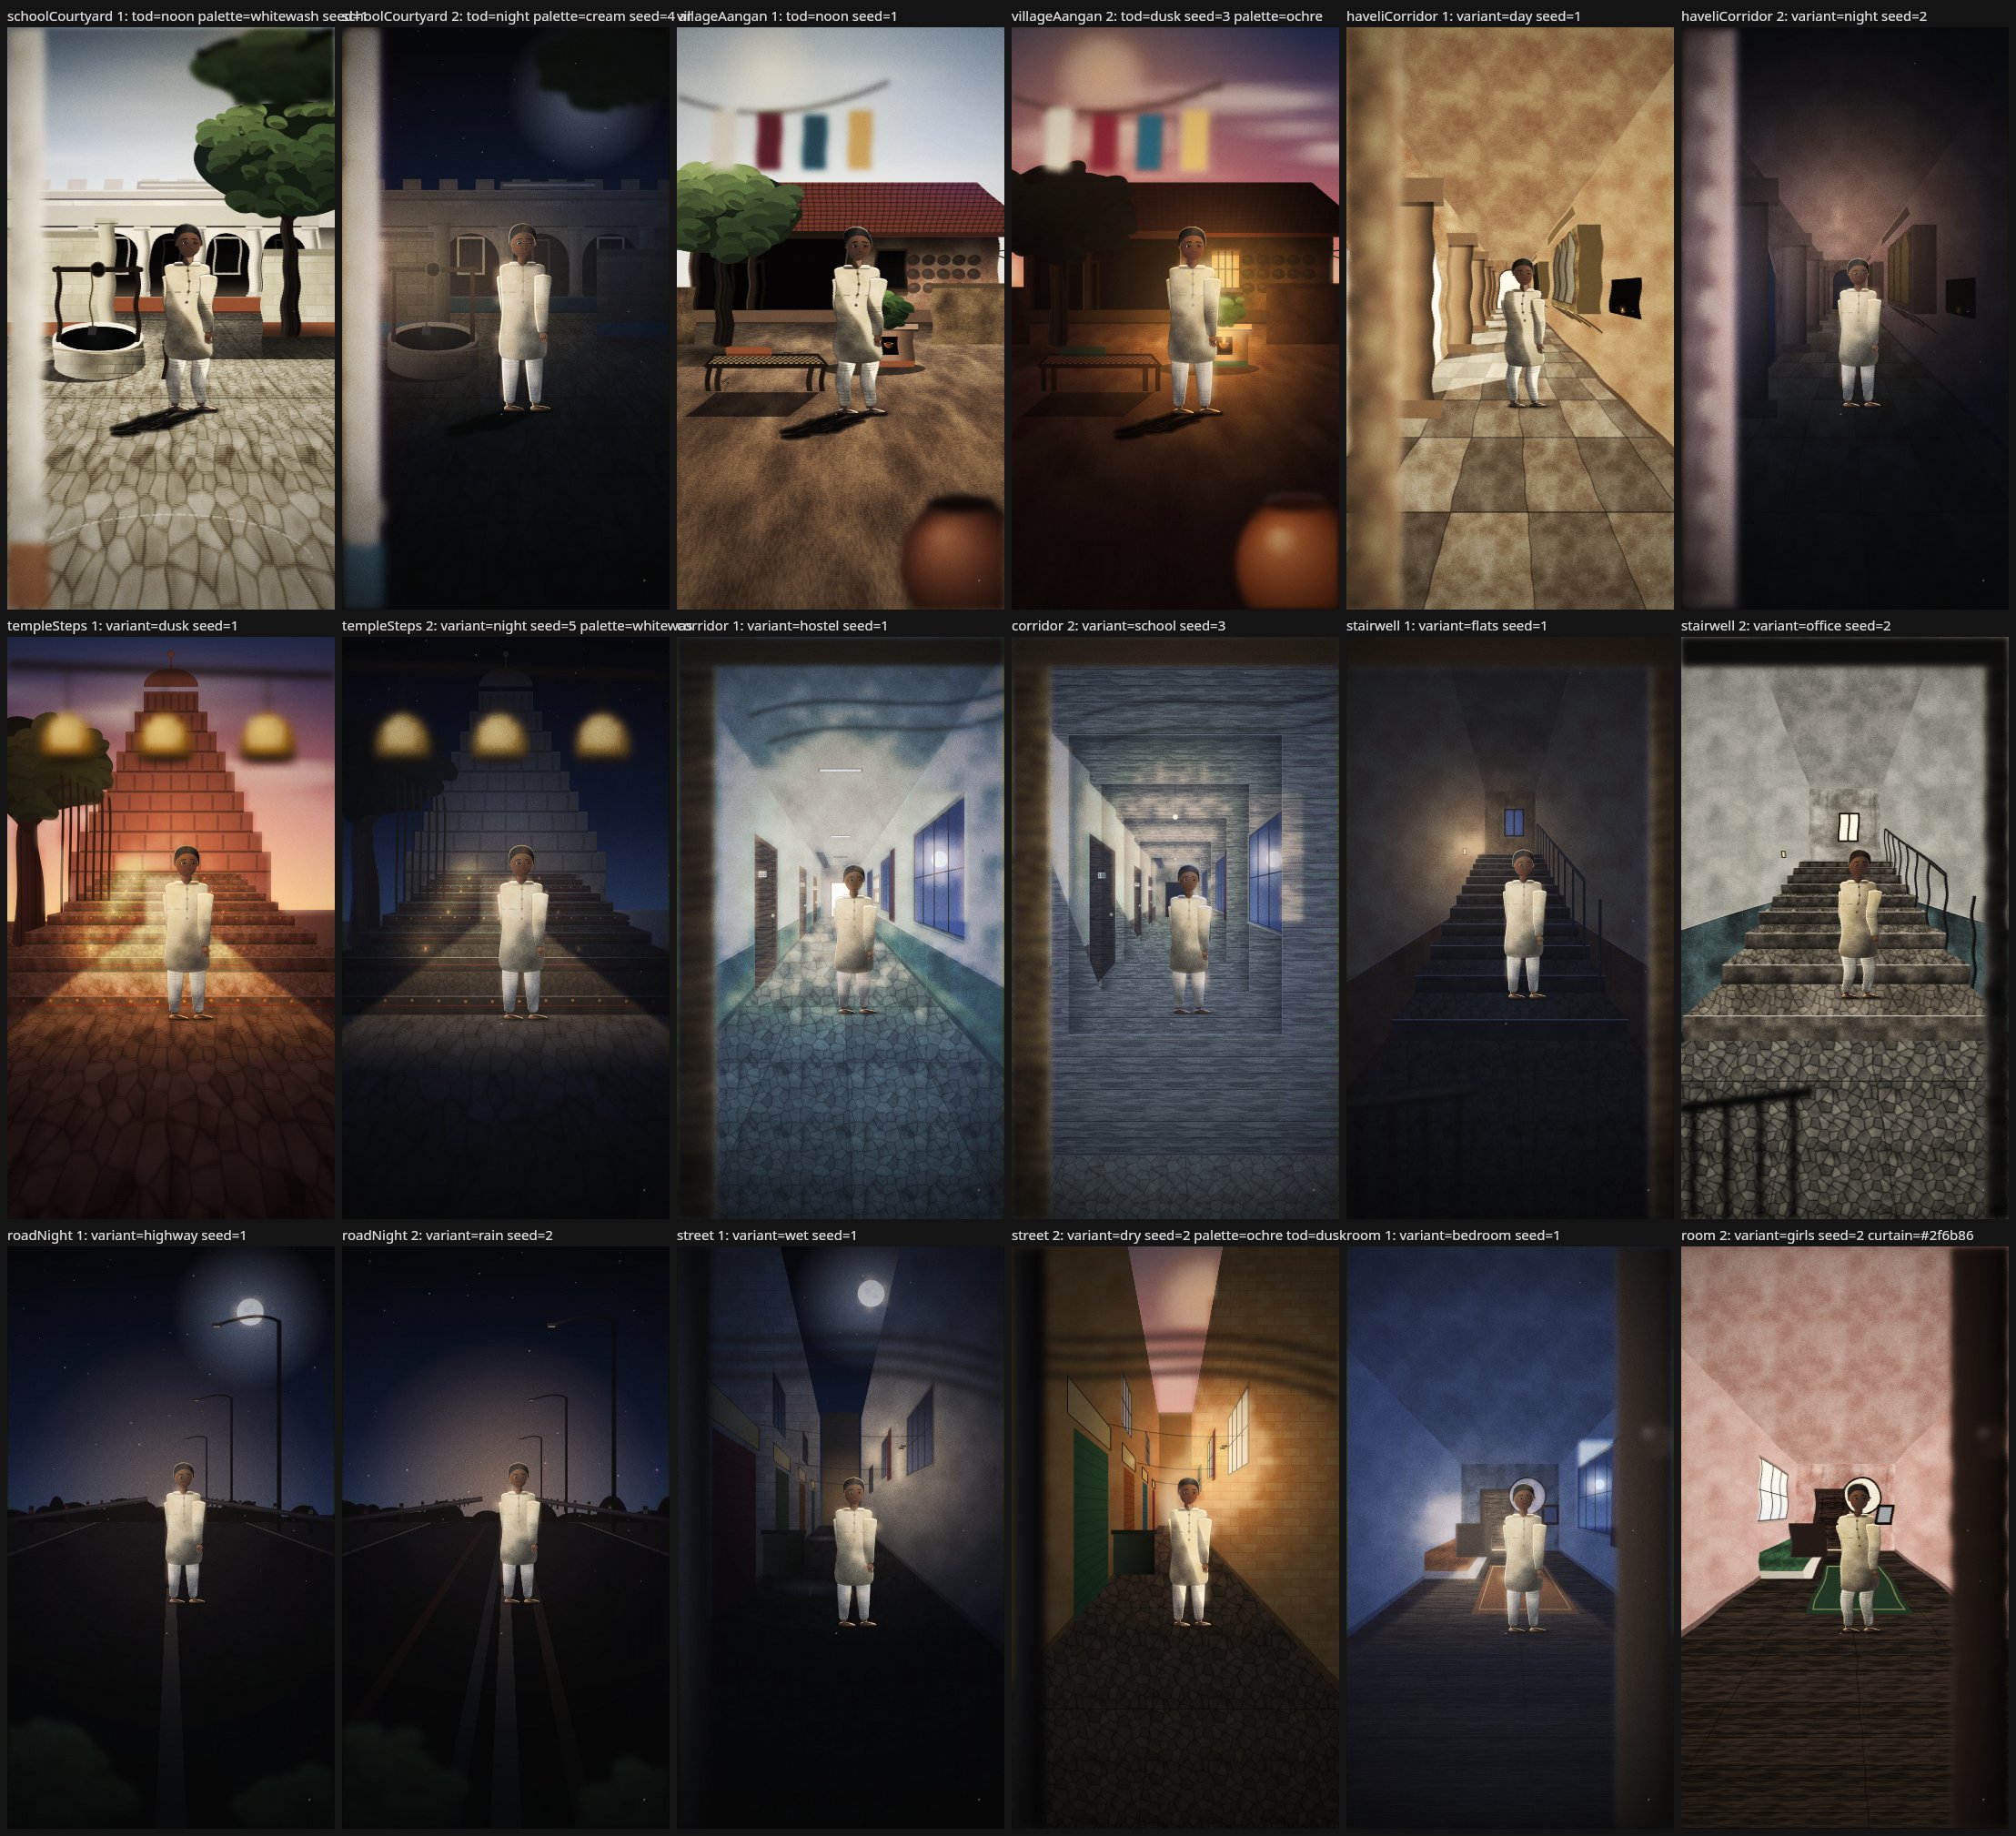 schoolCourtyard 1: tod=noon palette=whitewash seed=1
schoolCourtyard 2: tod=night palette=cream seed=4
villageAangan 1: tod=noon seed=1
villageAangan 2: tod=dusk seed=3 palette=ochre
haveliCorridor 1: variant=day seed=1
haveliCorridor 2: variant=night seed=2
templeSteps 1: variant=dusk seed=1
templeSteps 2: variant=night seed=5
corridor 1: variant=hostel seed=1
corridor 2: variant=school seed=3
stairwell 1: variant=flats seed=1
stairwell 2: variant=office seed=2
roadNight 1: variant=highway seed=1
roadNight 2: variant=rain seed=2
street 1: variant=wet seed=1
street 2: variant=dry seed=2 palette=ochre tod=dusk
room 1: variant=bedroom seed=1
room 2: variant=girls seed=2 curtain=#2f6b86